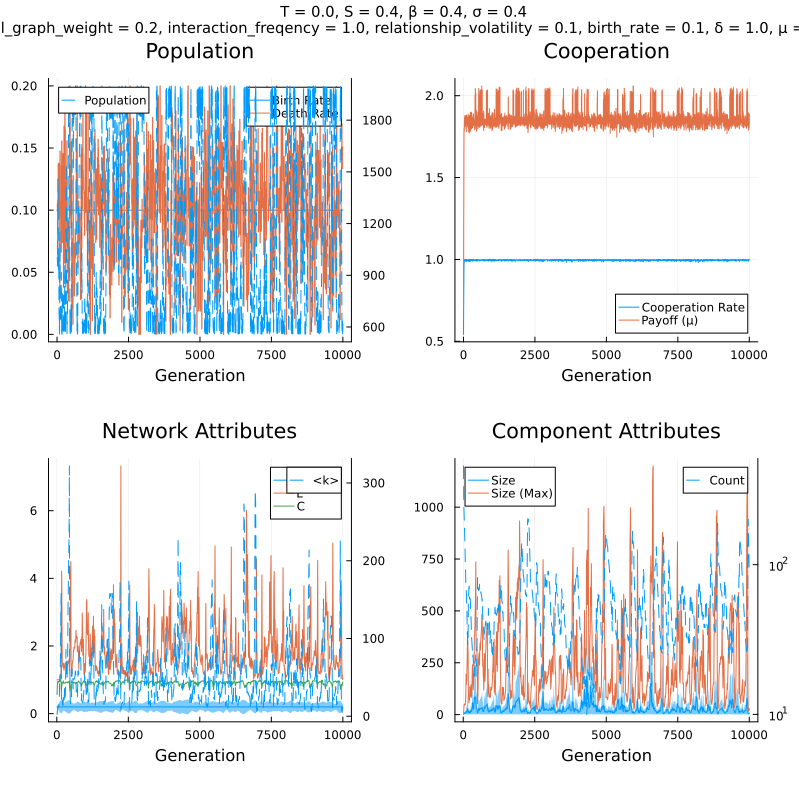 T = 0.0, S = 0.4, β = 0.4, σ = 0.4
l_graph_weight = 0.2, interaction_freqency = 1.0, relationship_volatility = 0.1, birth_rate = 0.1, δ = 1.0, μ =
Population
Cooperation
0.20
0.15
0.10
0.05
0.00
Population
Birth Rate
Death Rate
1800
1500
1200
900
600
0
2500
5000
7500
10000
Generation
2.0
1.5
1.0
0.5
Cooperation Rate
Payoff (μ)
0
2500
5000
7500
10000
Generation
Network Attributes
Component Attributes
6
4
2
0
<k>
C
300
200
100
0
0
2500
5000
7500
10000
Generation
1000
750
500
250
0
Size
Size (Max)
Count
10²
10¹
0
2500
5000
7500
10000
Generation